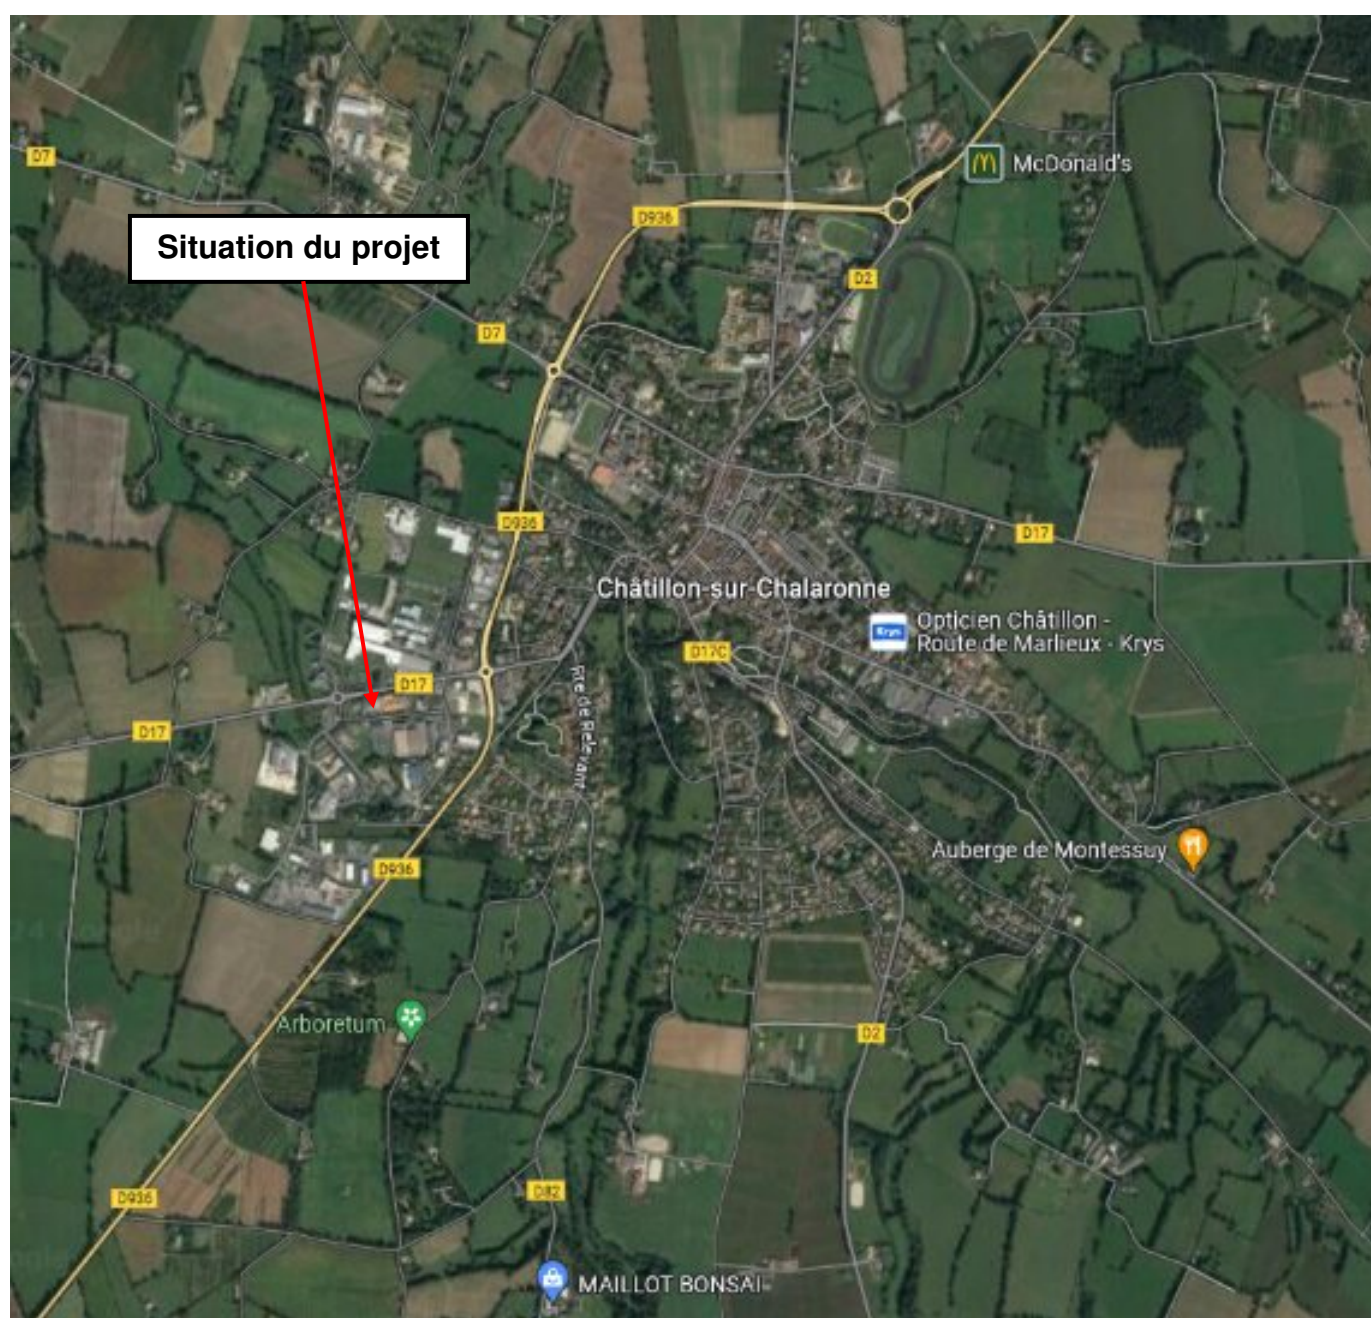 McDonald's
D7
D936
Situation du projet
D2
D7
D936
D17
Châtillon-sur-Chalaronne
Opticien Châtillon -
Route de Marlieux - Krys
Krys
D17C
Rte de Relevant
D17
D17
Auberge de Montessuy
D936
Arboretum
D2
D936
D82
MAILLOT BONSAI